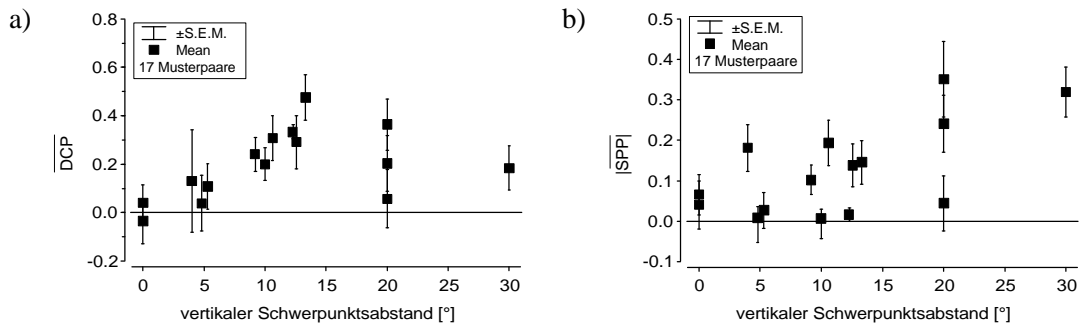 a)
0.8
0.6
0.4
0.2
0.0
-0.2
DCP
±S.E.M.
Mean
17 Musterpaare
0 5 10 15 20 25 30
vertikaler Schwerpunktsabstand [°]
b)
0.5
0.4
0.3
0.2
0.1
0.0
-0.1
|SPP|
±S.E.M.
Mean
17 Musterpaare
0 5 10 15 20 25 30
vertikaler Schwerpunktsabstand [°]